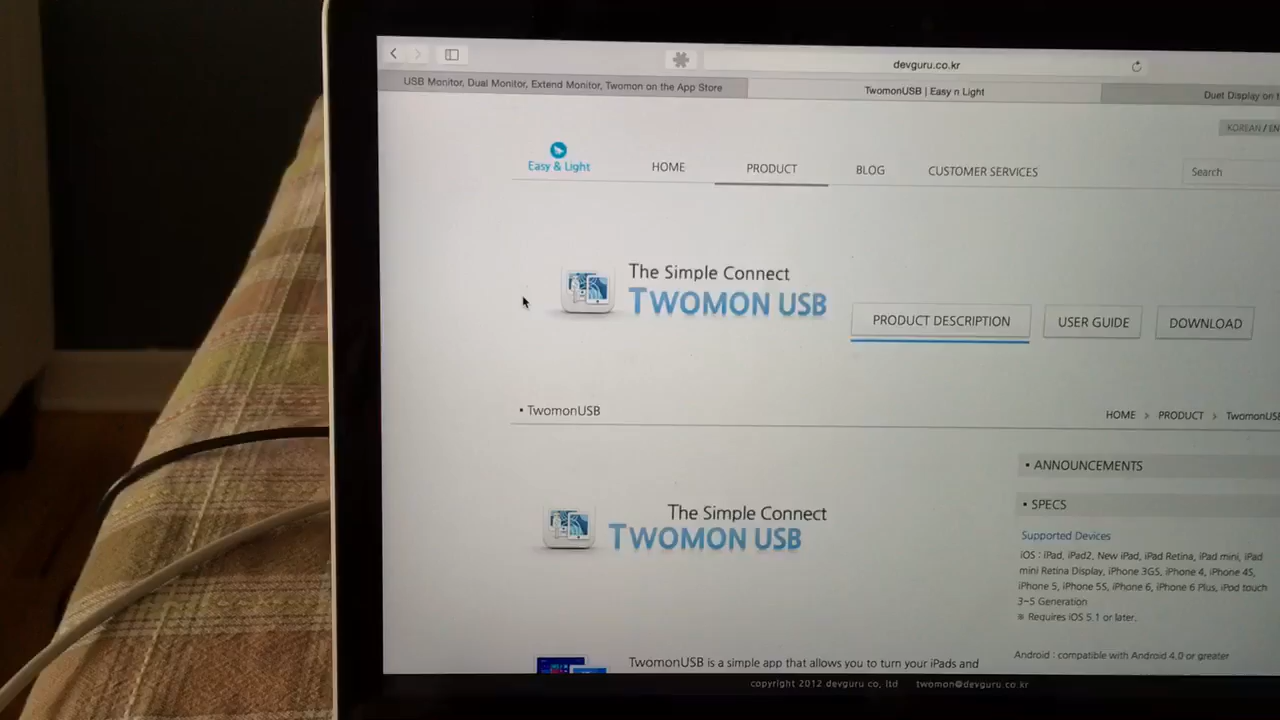 devguru.co.kr
USB Monitor, Dual Monitor, Extend Monitor, Twomon on the App Store
TwomonUSB | Easy n Light
Duet Display on
KOREAN / EN
Easy & Light
HOME
PRODUCT
BLOG
CUSTOMER SERVICES
Search
The Simple Connect
TWOMON USB
PRODUCT DESCRIPTION
USER GUIDE
DOWNLOAD
• TwomonUSB
HOME > PRODUCT > TwomonUSB
• ANNOUNCEMENTS
• SPECS
The Simple Connect
TWOMON USB
Supported Devices
iOS : iPad, iPad2, New iPad, iPad Retina, iPad mini, iPad
mini Retina Display, iPhone 3GS, iPhone 4, iPhone 4S,
iPhone 5, iPhone 5S, iPhone 6, iPhone 6 Plus, iPod touch
3~5 Generation
※ Requires iOS 5.1 or later.
Android : compatible with Android 4.0 or greater
TwomonUSB is a simple app that allows you to turn your iPads and
copyright 2012 devguru co, ltd twomon@devguru.co.kr